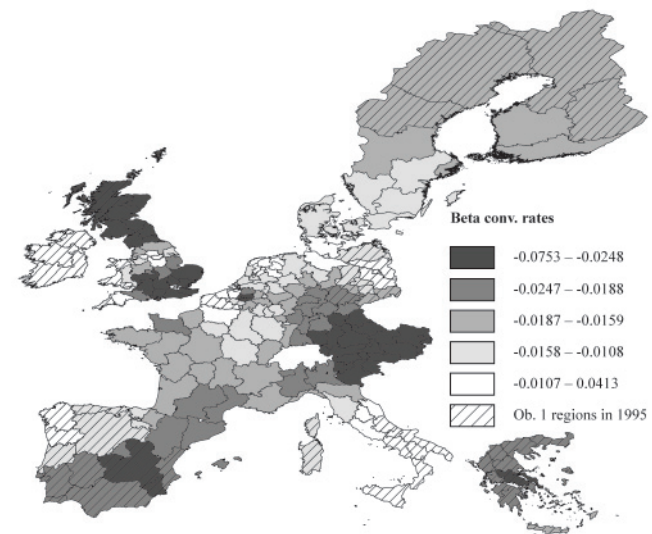 Beta conv. rates
-0.0753 – -0.0248
-0.0247 – -0.0188
-0.0187 – -0.0159
-0.0158 – -0.0108
-0.0107 – 0.0413
Ob. 1 regions in 1995